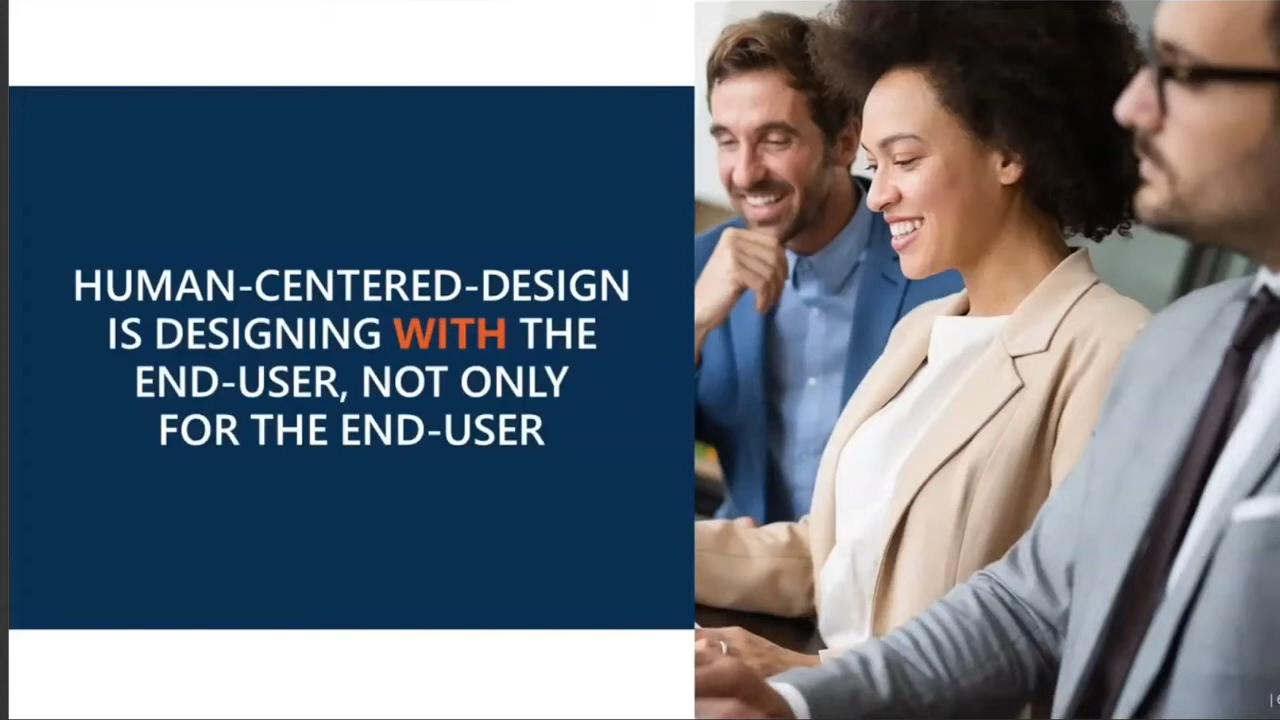 HUMAN-CENTERED-DESIGN
IS DESIGNING WITH THE
END-USER, NOT ONLY
FOR THE END-USER